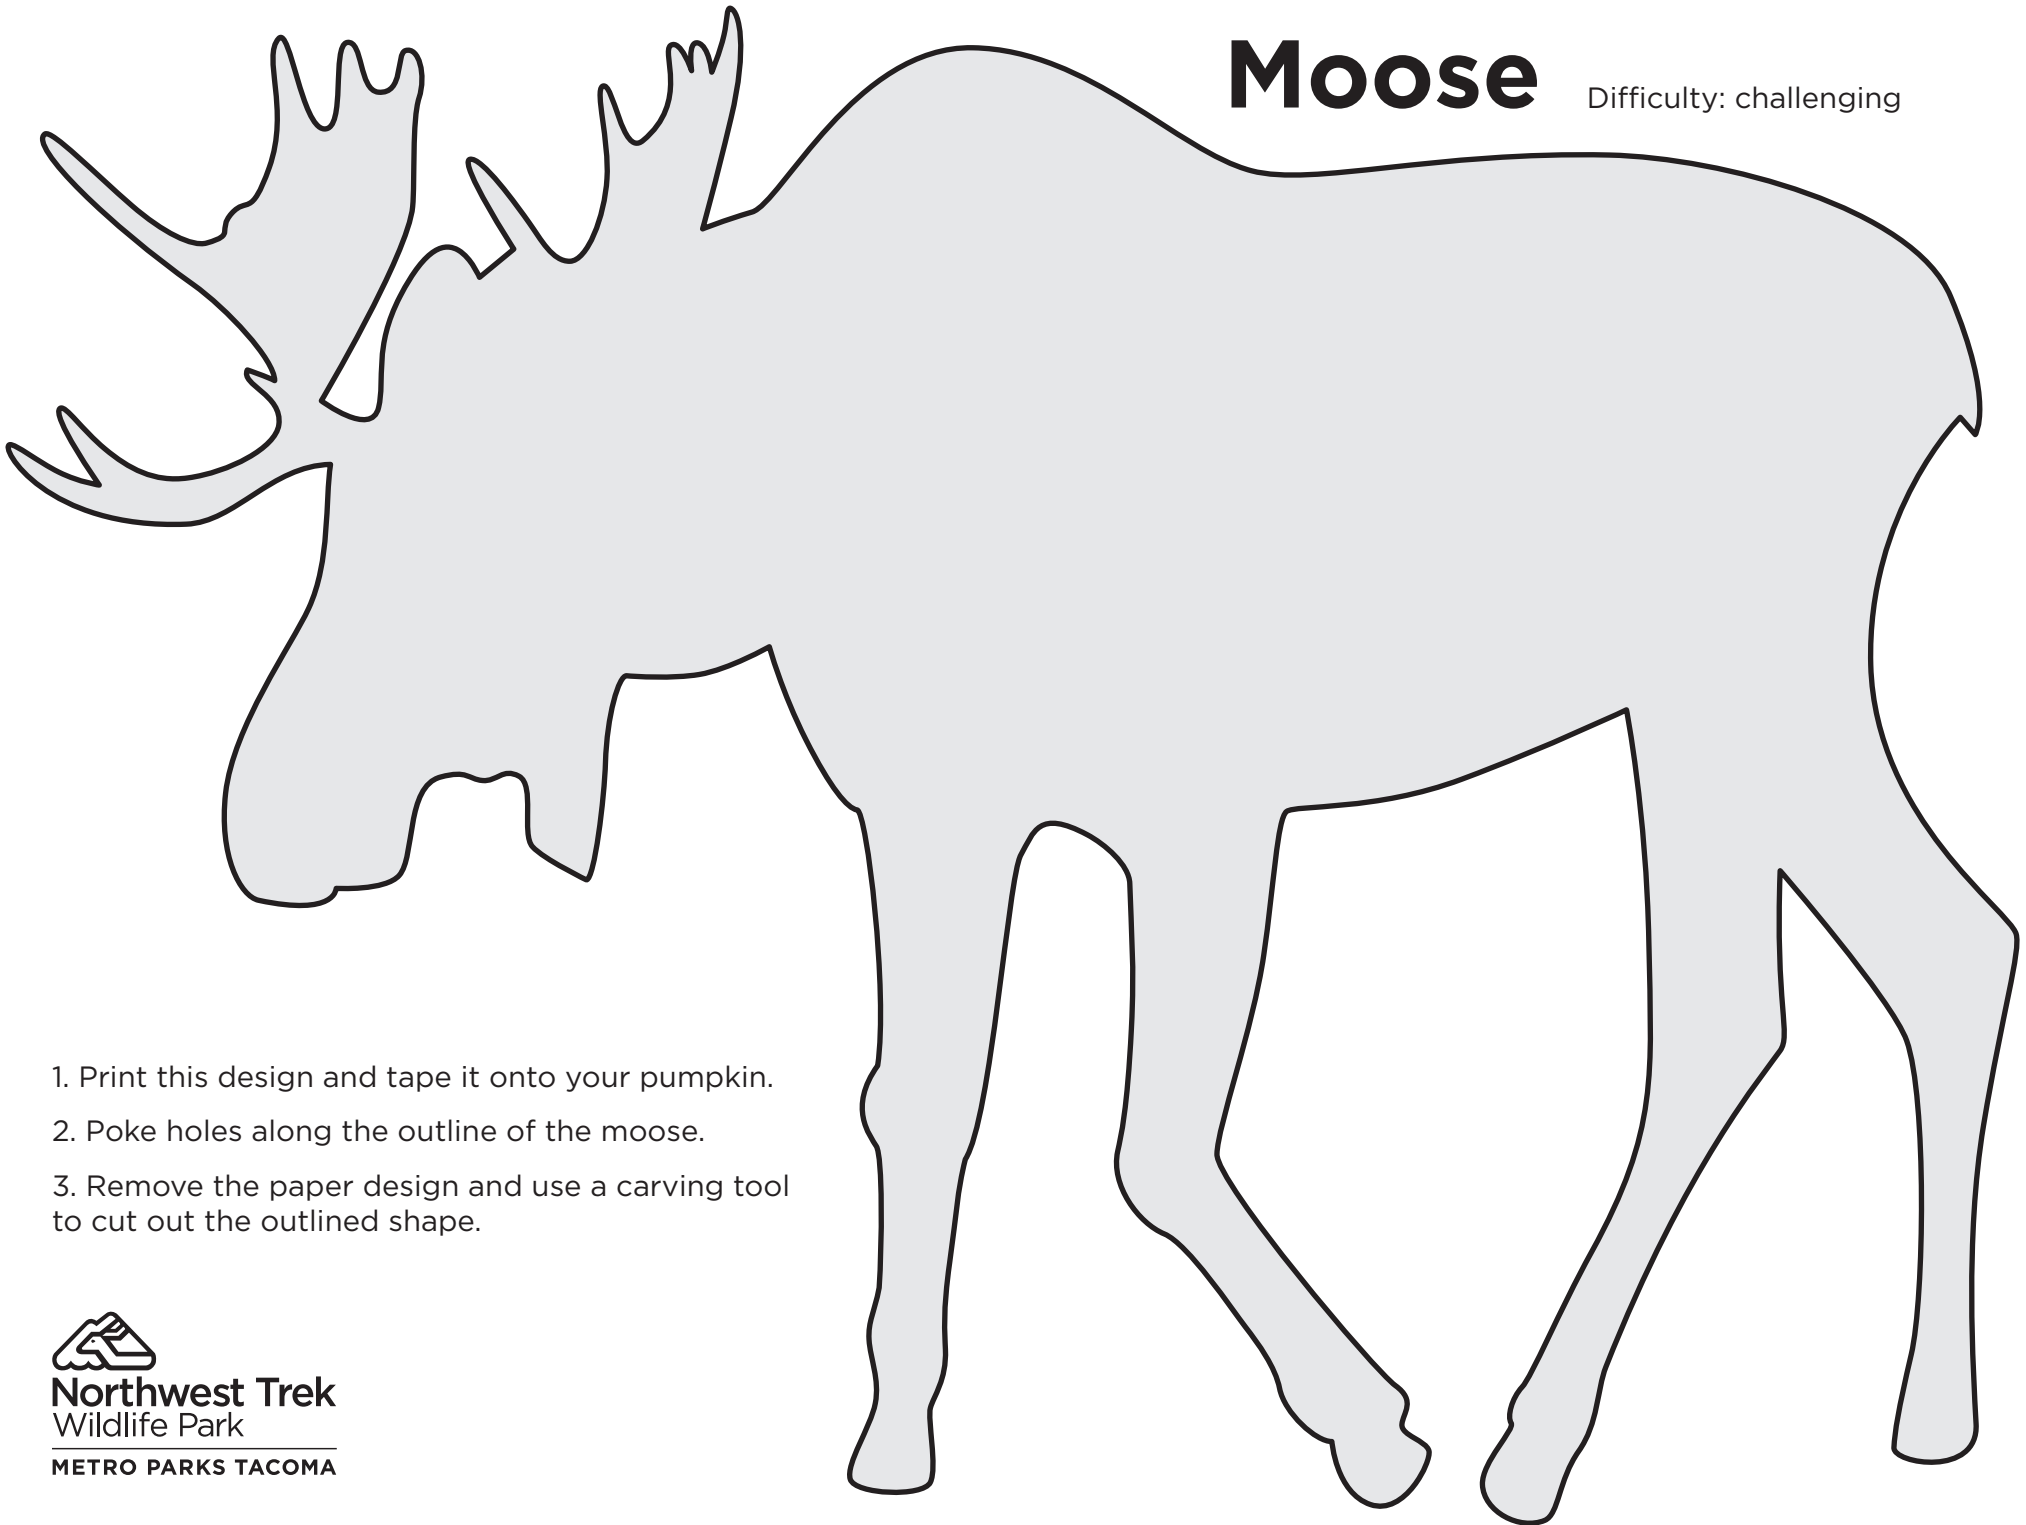 Moose Difficulty: challenging
1. Print this design and tape it onto your pumpkin.
2. Poke holes along the outline of the moose.
3. Remove the paper design and use a carving tool
to cut out the outlined shape.
Northwest Trek
Wildlife Park
METRO PARKS TACOMA